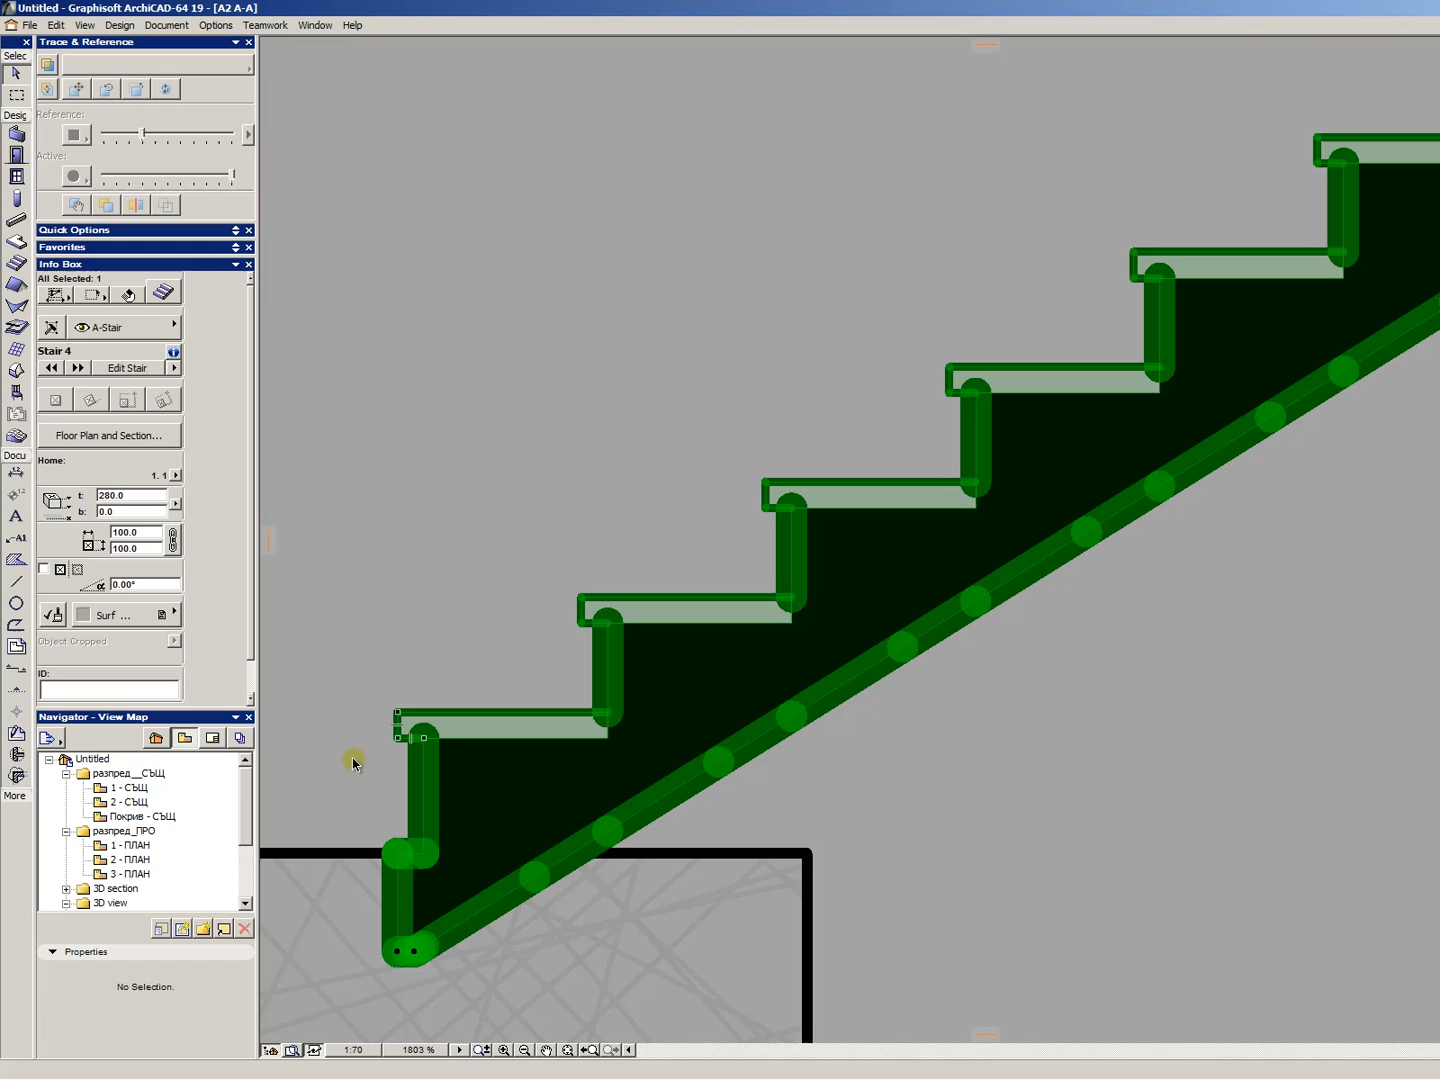 Untitled - Graphisoft ArchiCAD-64 19 - [A2 A-A]
File Edit View Design Document Options Teamwork Window Help
Selec
Trace & Reference
Reference:
Active:
Desig
Quick Options
Favorites
Info Box
All Selected: 1
A-Stair
Stair 4
Edit Stair
Floor Plan and Section...
Home:
1. 1
t: 280.0
b: 0.0
100.0
100.0
α 0.00°
Surf ...
Object Cropped
ID:
Docu
A
A1
More
Navigator - View Map
Untitled
разпред__СЪЩ
1 - СЪЩ
2 - СЪЩ
Покрив - СЪЩ
разпред_ПРО
1 - ПЛАН
2 - ПЛАН
3 - ПЛАН
3D section
3D view
Properties
No Selection.
1:70 1803 %